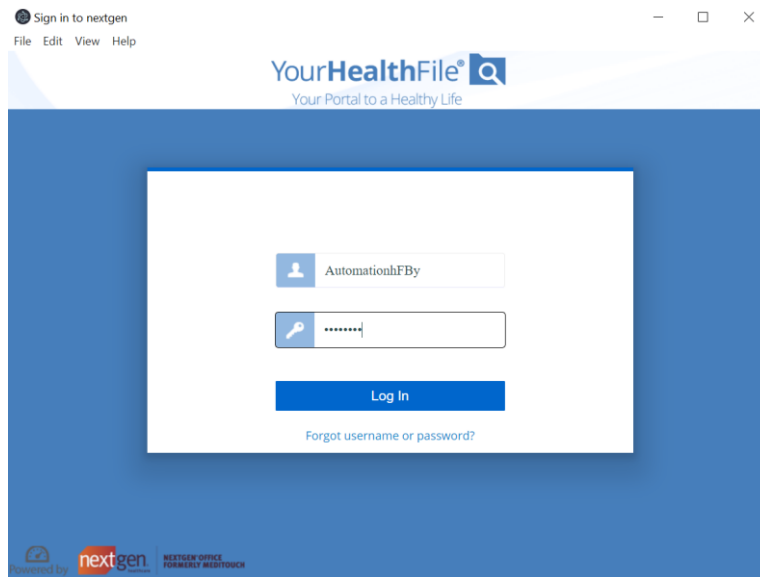 Sign in to nextgen
File Edit View Help
YourHealthFile®
Your Portal to a Healthy Life
AutomationhFBy
••••••••
Log In
Forgot username or password?
Powered by
nextgen
healthcare
NEXTGEN® OFFICE
FORMERLY MEDITOUCH